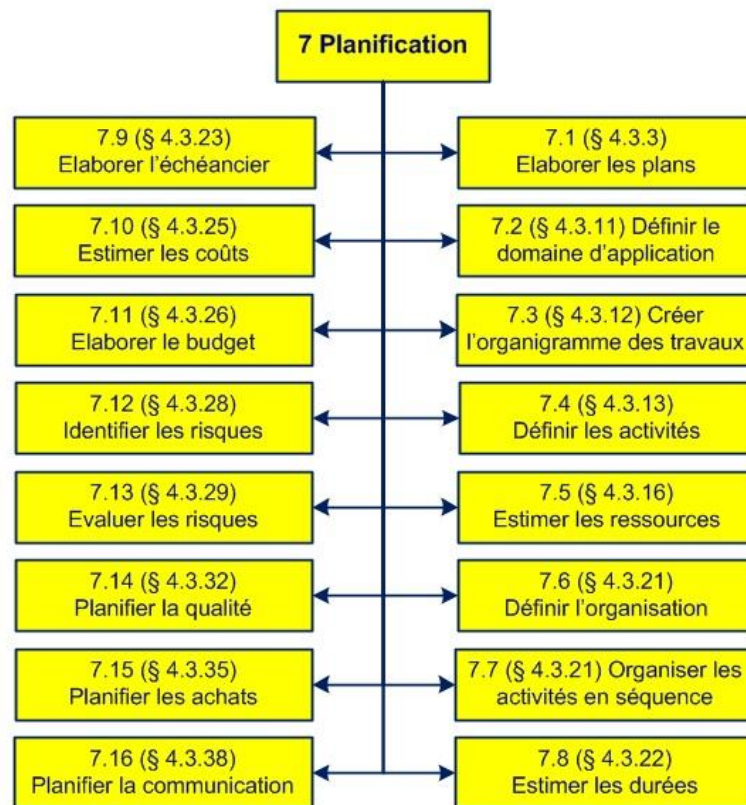 7 Planification
7.9 (§ 4.3.23)
Elaborer l’échéancier
7.1 (§ 4.3.3)
Elaborer les plans
7.10 (§ 4.3.25)
Estimer les coûts
7.2 (§ 4.3.11) Définir le
domaine d’application
7.11 (§ 4.3.26)
Elaborer le budget
7.3 (§ 4.3.12) Créer
l’organigramme des travaux
7.12 (§ 4.3.28)
Identifier les risques
7.4 (§ 4.3.13)
Définir les activités
7.13 (§ 4.3.29)
Evaluer les risques
7.5 (§ 4.3.16)
Estimer les ressources
7.14 (§ 4.3.32)
Planifier la qualité
7.6 (§ 4.3.21)
Définir l’organisation
7.15 (§ 4.3.35)
Planifier les achats
7.7 (§ 4.3.21) Organiser les
activités en séquence
7.16 (§ 4.3.38)
Planifier la communication
7.8 (§ 4.3.22)
Estimer les durées